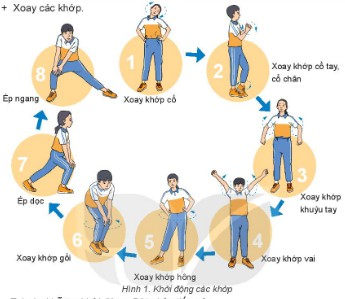 + Xoay các khớp.
1
Xoay khớp cổ
2
Xoay khớp cổ tay,
cổ chân
3
Xoay khớp
khuỷu tay
4
Xoay khớp vai
5
Xoay khớp hông
6
Xoay khớp gối
7
Ép dọc
8
Ép ngang
Hình 1. Khởi động các khớp